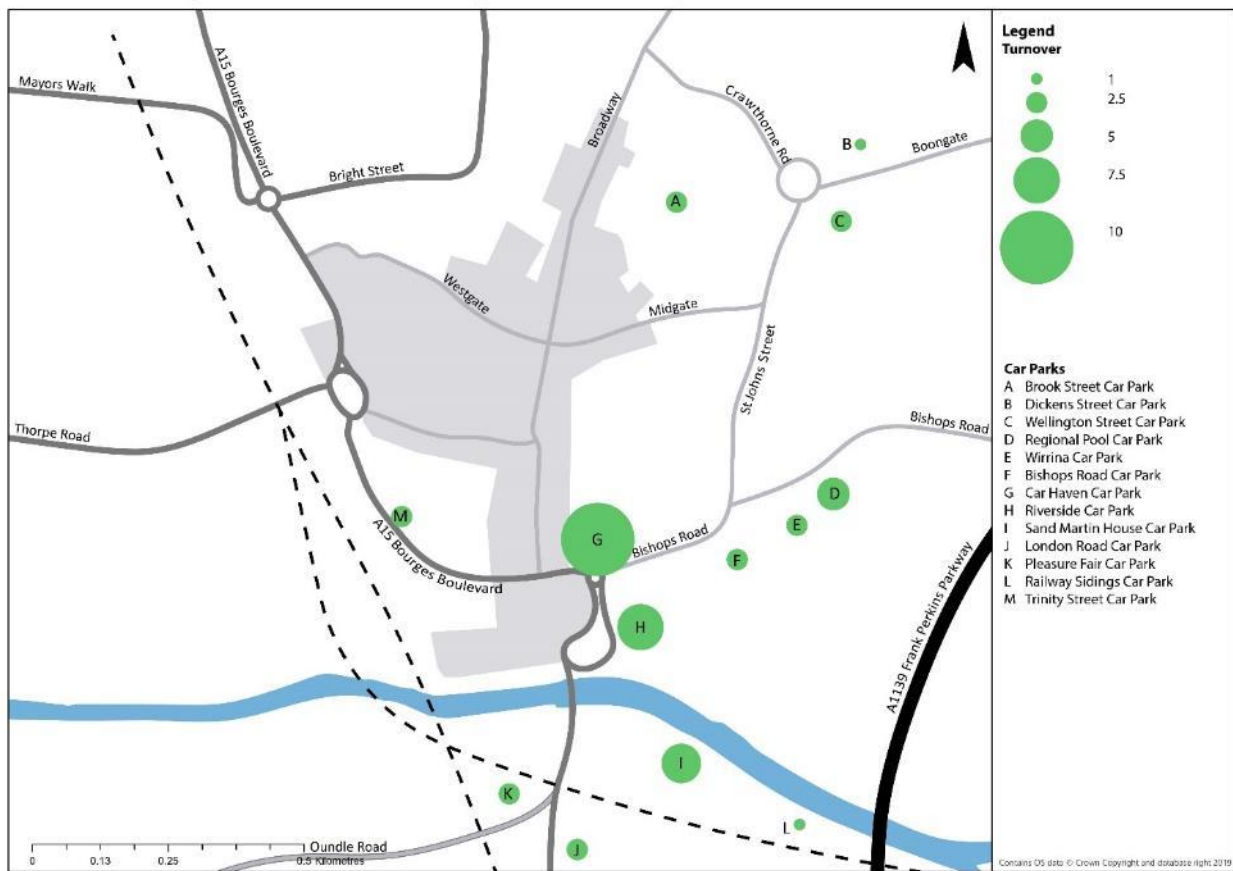 Mayors Walk
A15 Bourges Boulevard
Bright Street
Broadway
Crawthorne Rd
B
Boongate
A
C
Westgate
Midgate
St Johns Street
Thorpe Road
Bishops Road
D
M
E
G
Bishops Road
F
A15 Bourges Boulevard
H
A1139 Frank Perkins Parkway
I
K
L
J
Oundle Road
0 0.13 0.25 0.5 Kilometres
Legend
Turnover
1
2.5
5
7.5
10
Car Parks
A Brook Street Car Park
B Dickens Street Car Park
C Wellington Street Car Park
D Regional Pool Car Park
E Wirrina Car Park
F Bishops Road Car Park
G Car Haven Car Park
H Riverside Car Park
I Sand Martin House Car Park
J London Road Car Park
K Pleasure Fair Car Park
L Railway Sidings Car Park
M Trinity Street Car Park
Contains OS data © Crown Copyright and database right 2019